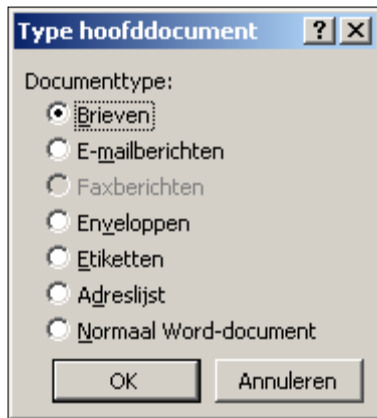 Type hoofddocument
Documenttype:
Brieven
E-mailberichten
Faxberichten
Enveloppen
Etiketten
Adreslijst
Normaal Word-document
OK Annuleren